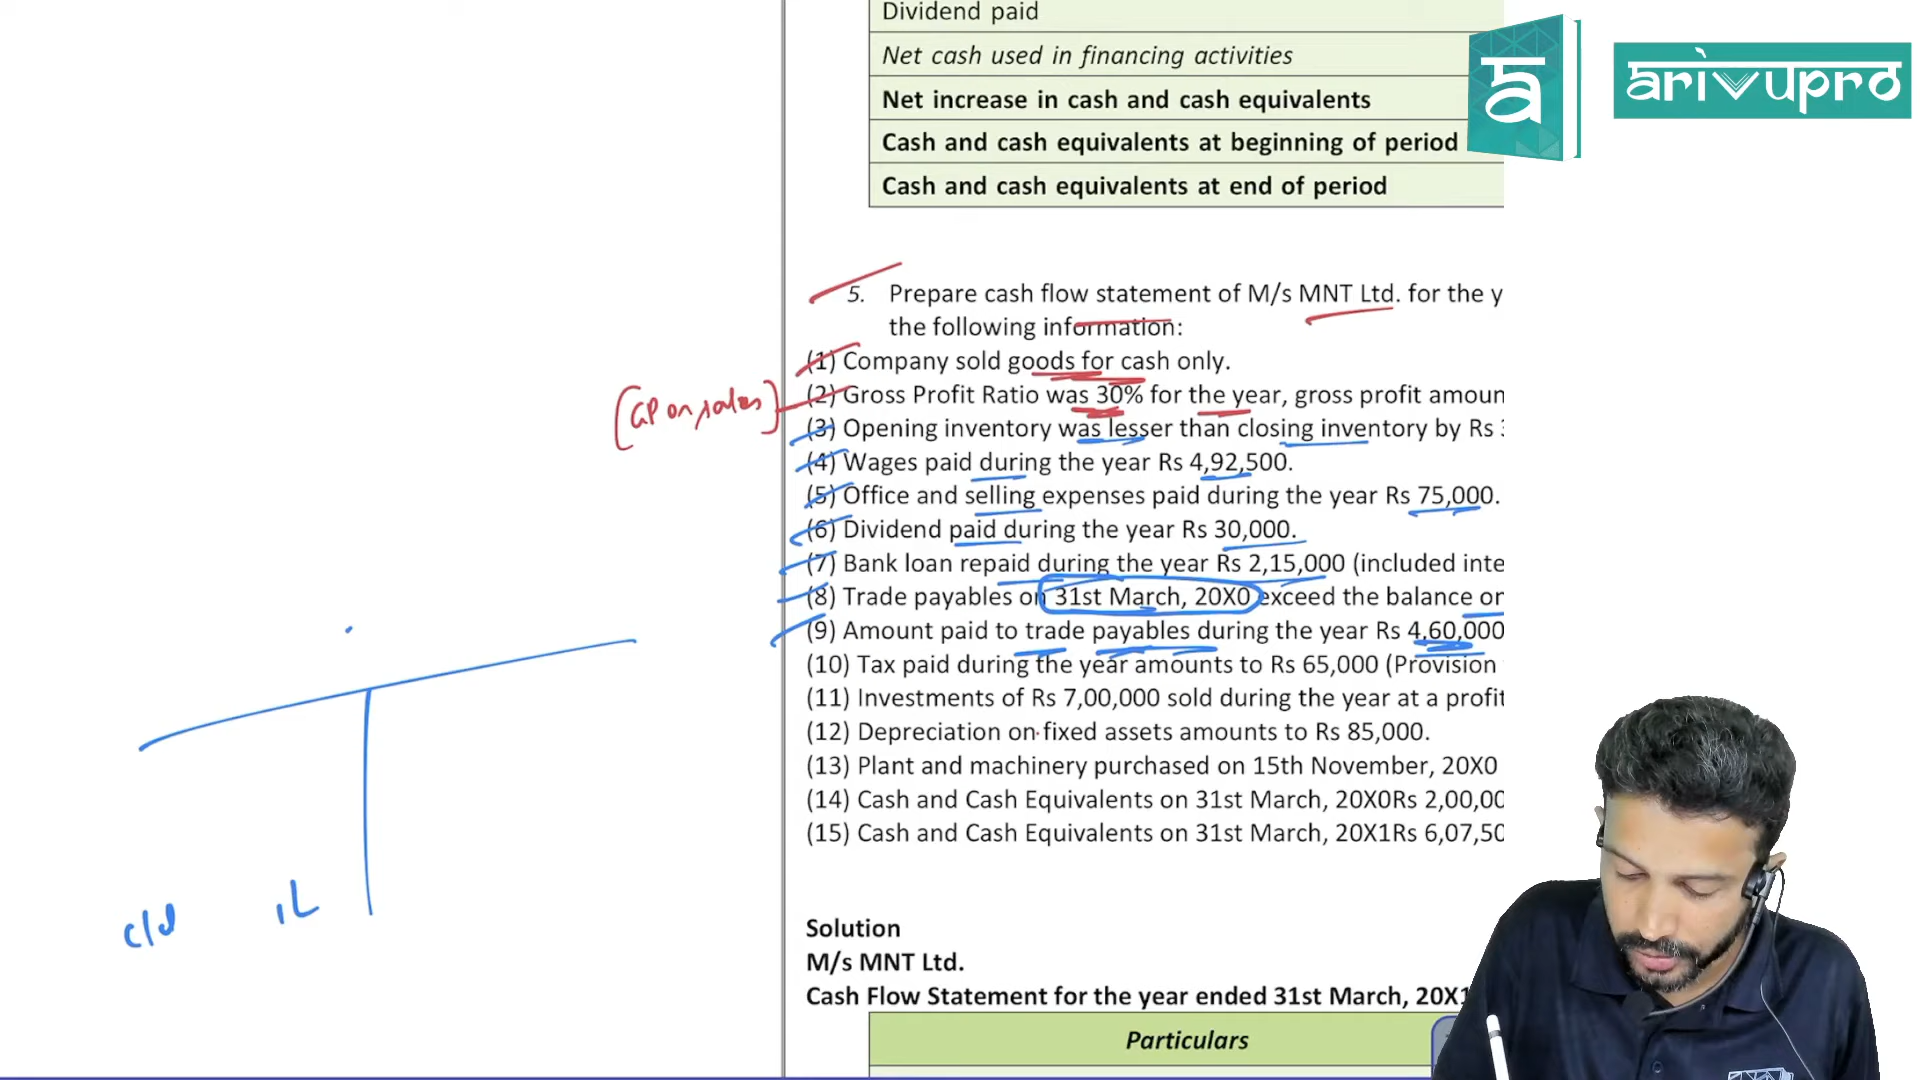 Dividend paid
Net cash used in financing activities
Net increase in cash and cash equivalents
Cash and cash equivalents at beginning of period
Cash and cash equivalents at end of period
arivupro
5. Prepare cash flow statement of M/s MNT Ltd. for the y
the following information:
(1) Company sold goods for cash only.
[GP on sales]
(2) Gross Profit Ratio was 30% for the year, gross profit amoun
(3) Opening inventory was lesser than closing inventory by Rs
(4) Wages paid during the year Rs 4,92,500.
(5) Office and selling expenses paid during the year Rs 75,000.
(6) Dividend paid during the year Rs 30,000.
(7) Bank loan repaid during the year Rs 2,15,000 (included inte
(8) Trade payables on 31st March, 20X0 exceed the balance on
(9) Amount paid to trade payables during the year Rs 4,60,000
(10) Tax paid during the year amounts to Rs 65,000 (Provision
(11) Investments of Rs 7,00,000 sold during the year at a profit
(12) Depreciation on fixed assets amounts to Rs 85,000.
(13) Plant and machinery purchased on 15th November, 20X0
(14) Cash and Cash Equivalents on 31st March, 20X0Rs 2,00,00
(15) Cash and Cash Equivalents on 31st March, 20X1Rs 6,07,50
c/d 1L
Solution
M/s MNT Ltd.
Cash Flow Statement for the year ended 31st March, 20X1
Particulars